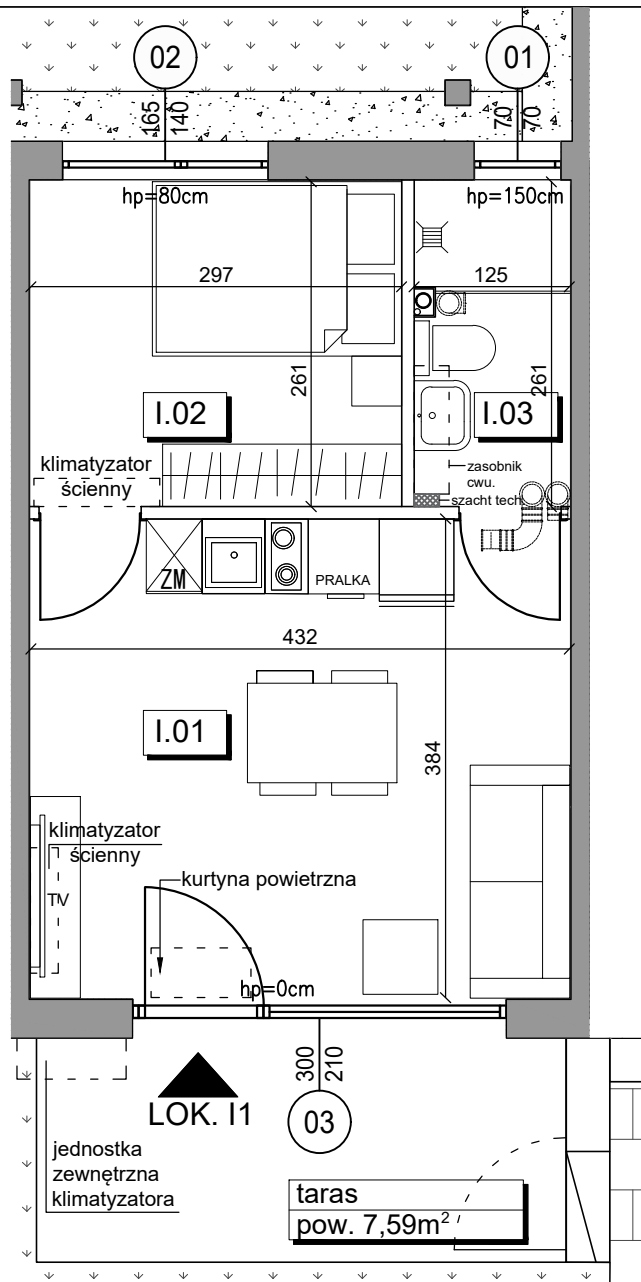 02
01
165
140
70
70
hp=80cm
hp=150cm
297
125
261
261
I.02
I.03
klimatyzator
ścienny
zasobnik
cwu.
szacht tech.
ZM
PRALKA
432
I.01
384
klimatyzator
ścienny
TV
kurtyna powietrzna
hp=0cm
300
210
LOK. I1
03
jednostka
zewnętrzna
klimatyzatora
taras
pow. 7,59m²